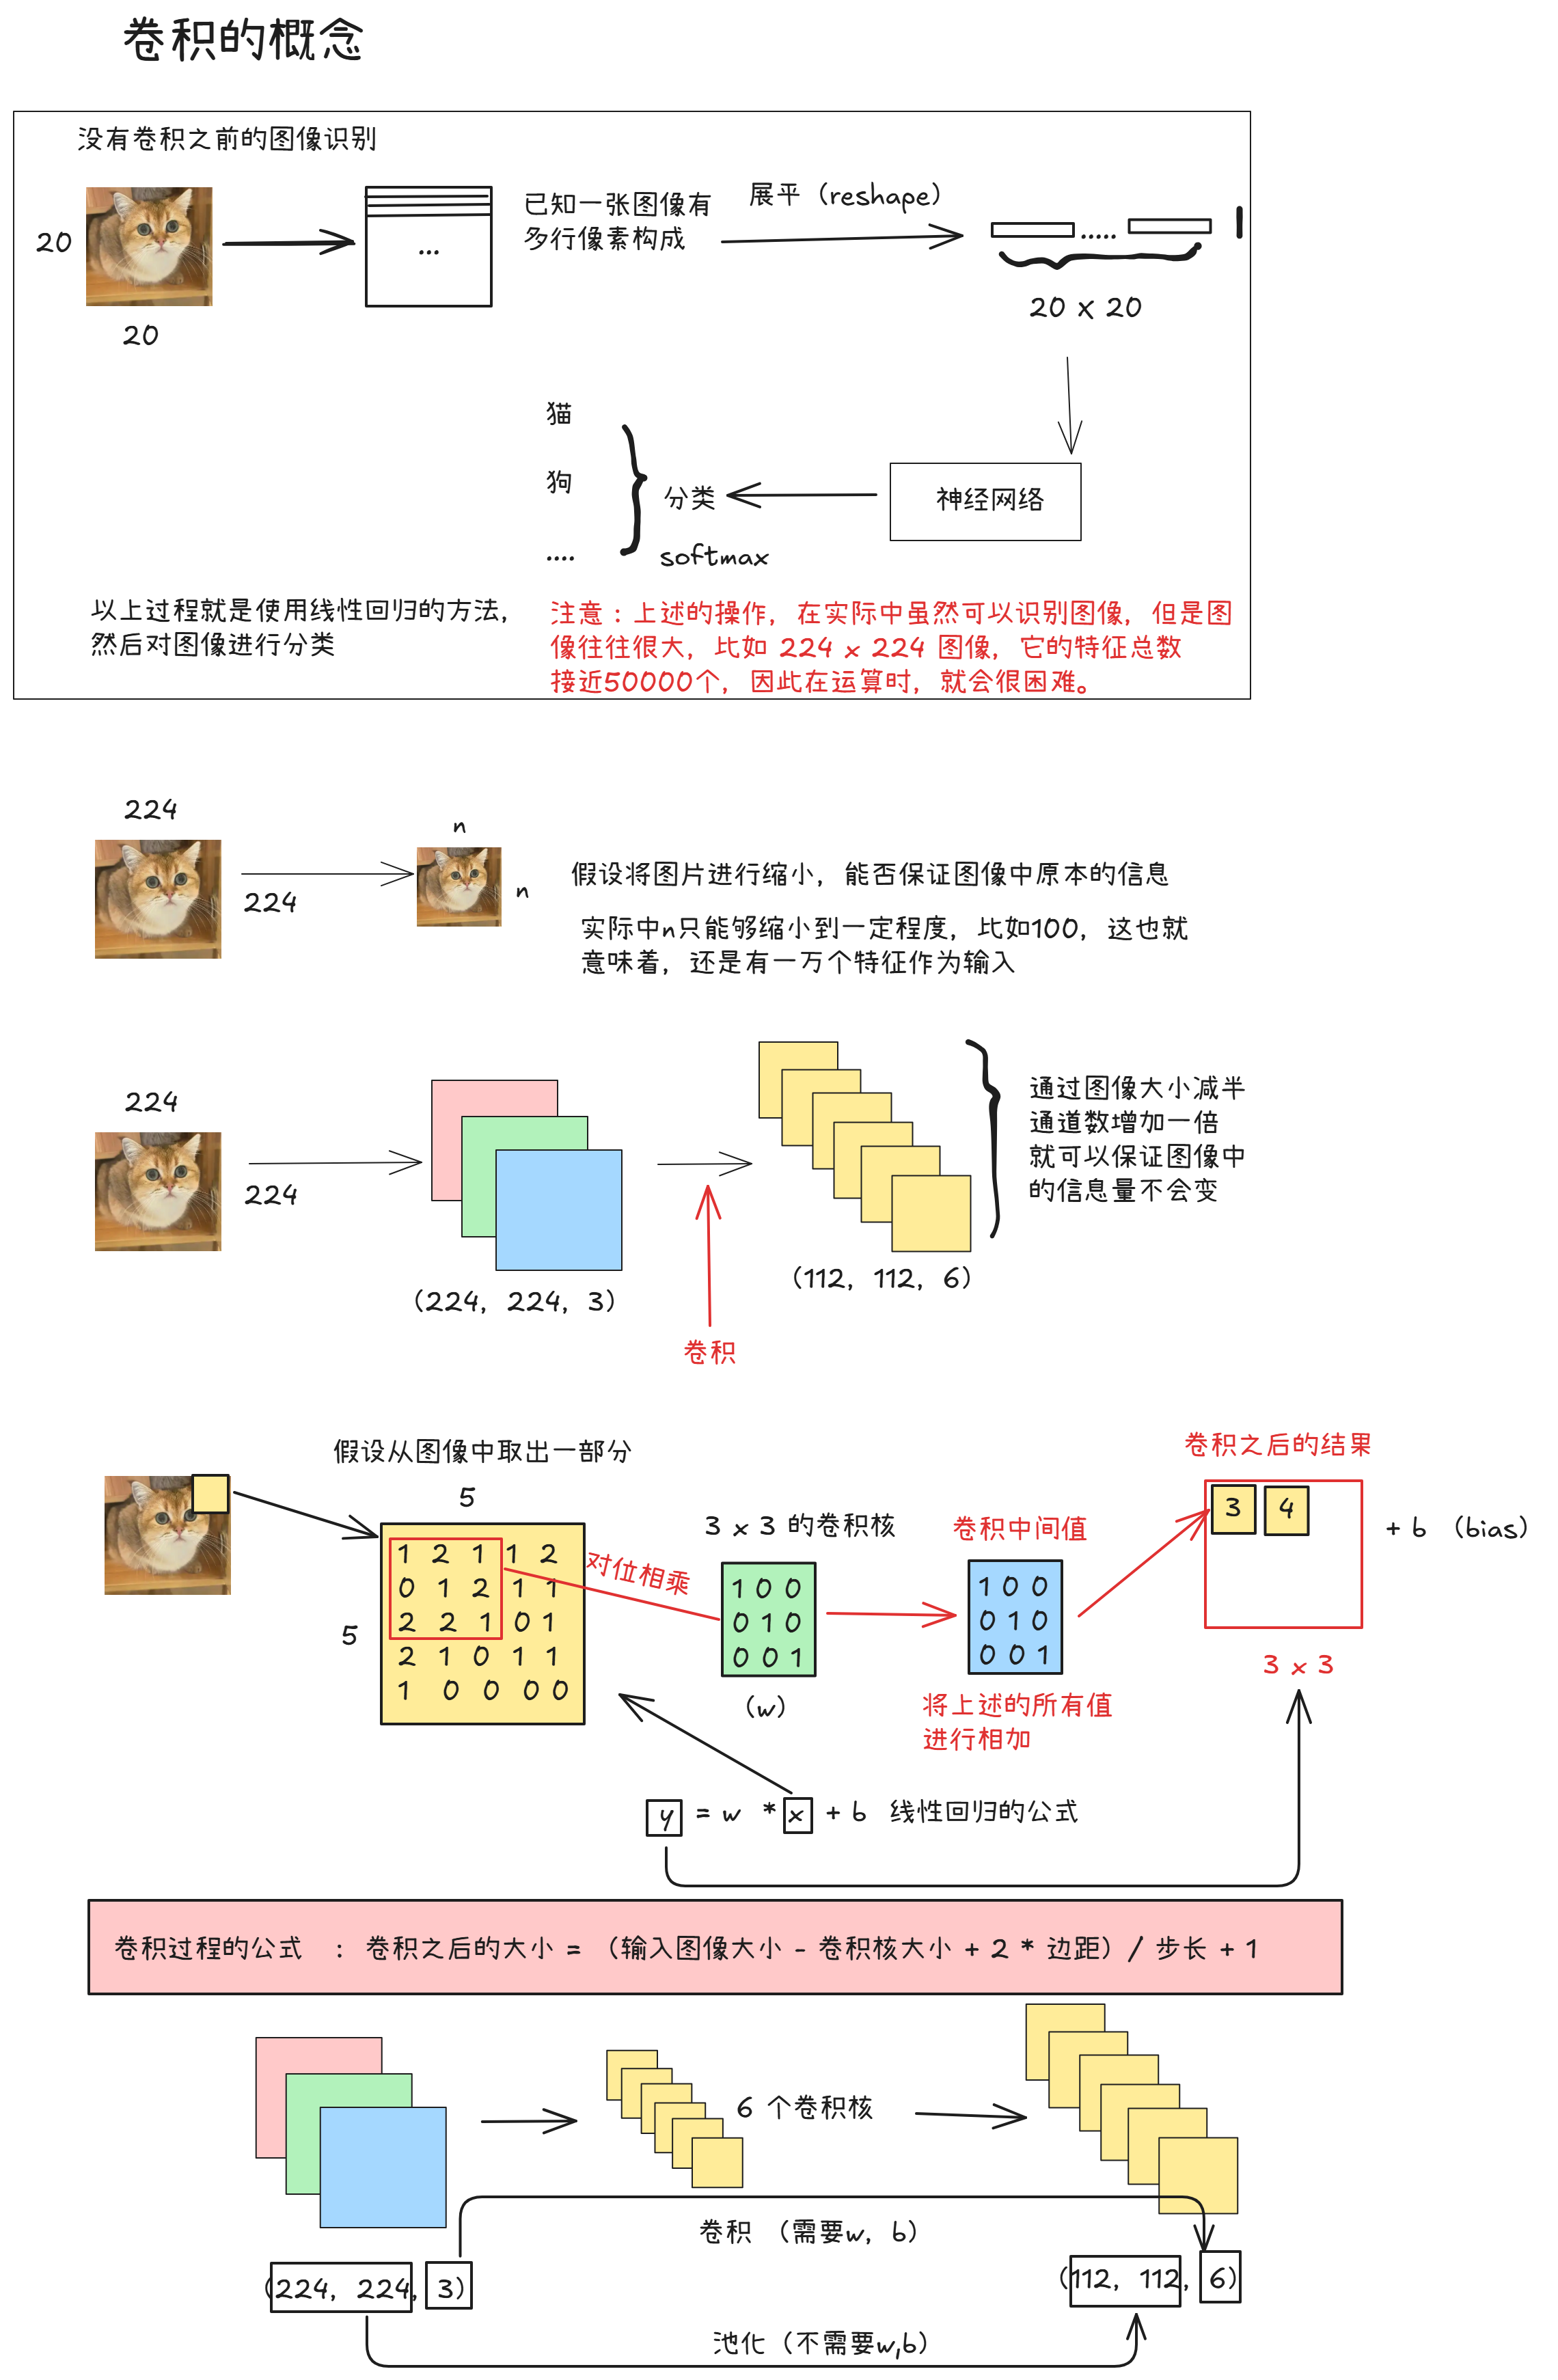 卷积的概念
没有卷积之前的图像识别
20
20
...
已知一张图像有
多行像素构成
展平（reshape）
.....
20 x 20
神经网络
分类
softmax
猫
狗
....
以上过程就是使用线性回归的方法，
然后对图像进行分类
注意：上述的操作，在实际中虽然可以识别图像，但是图
像往往很大，比如 224 x 224 图像，它的特征总数
接近50000个，因此在运算时，就会很困难。
224
224
n
n
假设将图片进行缩小，能否保证图像中原本的信息
实际中n只能够缩小到一定程度，比如100，这也就
意味着，还是有一万个特征作为输入
224
224
（224，224，3）
卷积
（112，112，6）
通过图像大小减半
通道数增加一倍
就可以保证图像中
的信息量不会变
假设从图像中取出一部分
5
5
1 2 1 1 2
0 1 2 1 1
2 2 1 0 1
2 1 0 1 1
1 0 0 0 0
对位相乘
3 x 3 的卷积核
1 0 0
0 1 0
0 0 1
（w）
卷积中间值
1 0 0
0 1 0
0 0 1
将上述的所有值
进行相加
卷积之后的结果
3 4
+ b （bias）
3 x 3
y = w * x + b 线性回归的公式
卷积过程的公式 ：卷积之后的大小 = （输入图像大小 - 卷积核大小 + 2 * 边距）/ 步长 + 1
6 个卷积核
卷积 （需要w，b）
（224，224，3）
（112，112，6）
池化（不需要w,b）